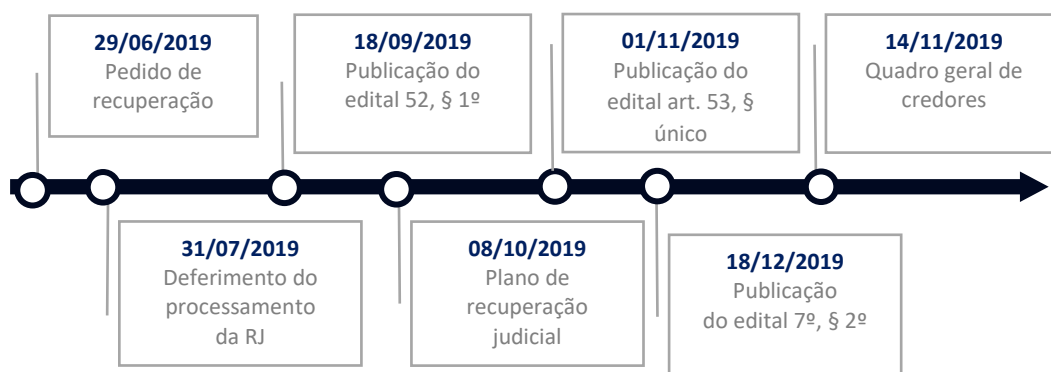 29/06/2019
Pedido de
recuperação
18/09/2019
Publicação do
edital 52, § 1º
01/11/2019
Publicação do
edital art. 53, §
único
14/11/2019
Quadro geral de
credores
31/07/2019
Deferimento do
processamento
da RJ
08/10/2019
Plano de
recuperação
judicial
18/12/2019
Publicação
do edital 7º, § 2º